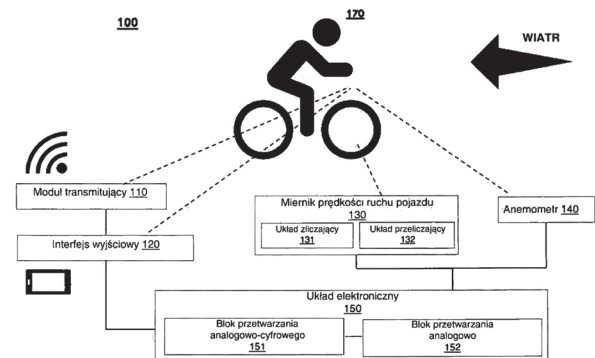 100
170
WIATR
Moduł transmitujący 110
Interfejs wyjściowy 120
Miernik prędkości ruchu pojazdu
130
Układ zliczający
131
Układ przeliczający
132
Anemometr 140
Układ elektroniczny
150
Blok przetwarzania
analogowo-cyfrowego
151
Blok przetwarzania
analogowo
152